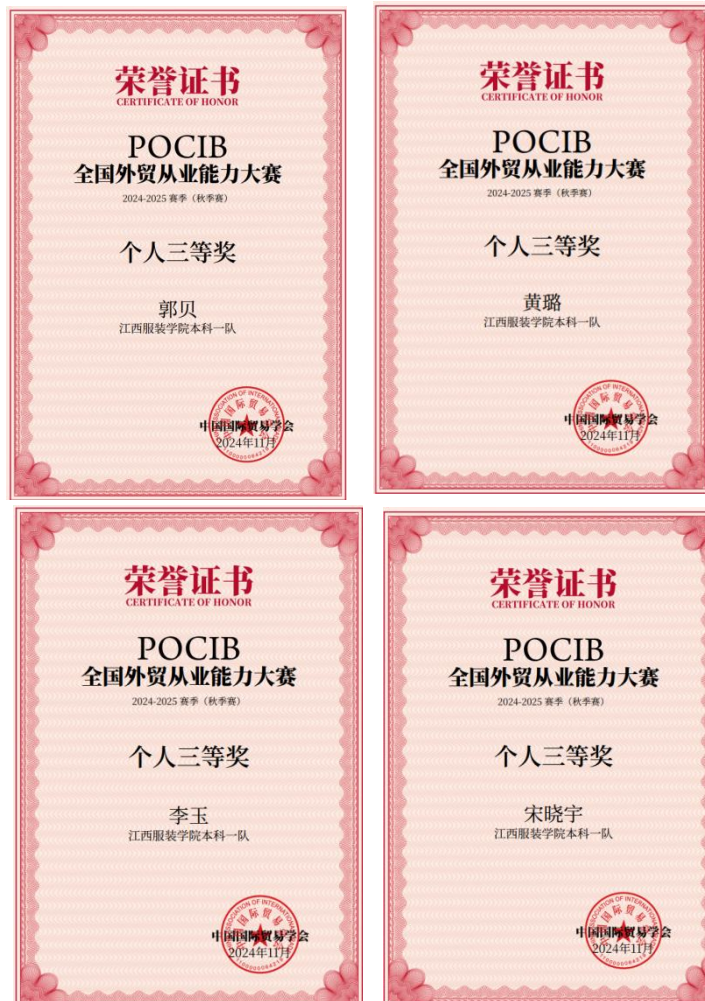 荣誉证书
CERTIFICATE OF HONOR
POCIB
全国外贸从业能力大赛
2024-2025 赛季（秋季赛）
个人三等奖
郭贝
江西服装学院本科一队
中国国际贸易学会
2024年11月
荣誉证书
CERTIFICATE OF HONOR
POCIB
全国外贸从业能力大赛
2024-2025 赛季（秋季赛）
个人三等奖
黄璐
江西服装学院本科一队
中国国际贸易学会
2024年11月
荣誉证书
CERTIFICATE OF HONOR
POCIB
全国外贸从业能力大赛
2024-2025 赛季（秋季赛）
个人三等奖
李玉
江西服装学院本科一队
中国国际贸易学会
2024年11月
荣誉证书
CERTIFICATE OF HONOR
POCIB
全国外贸从业能力大赛
2024-2025 赛季（秋季赛）
个人三等奖
宋晓宇
江西服装学院本科一队
中国国际贸易学会
2024年11月